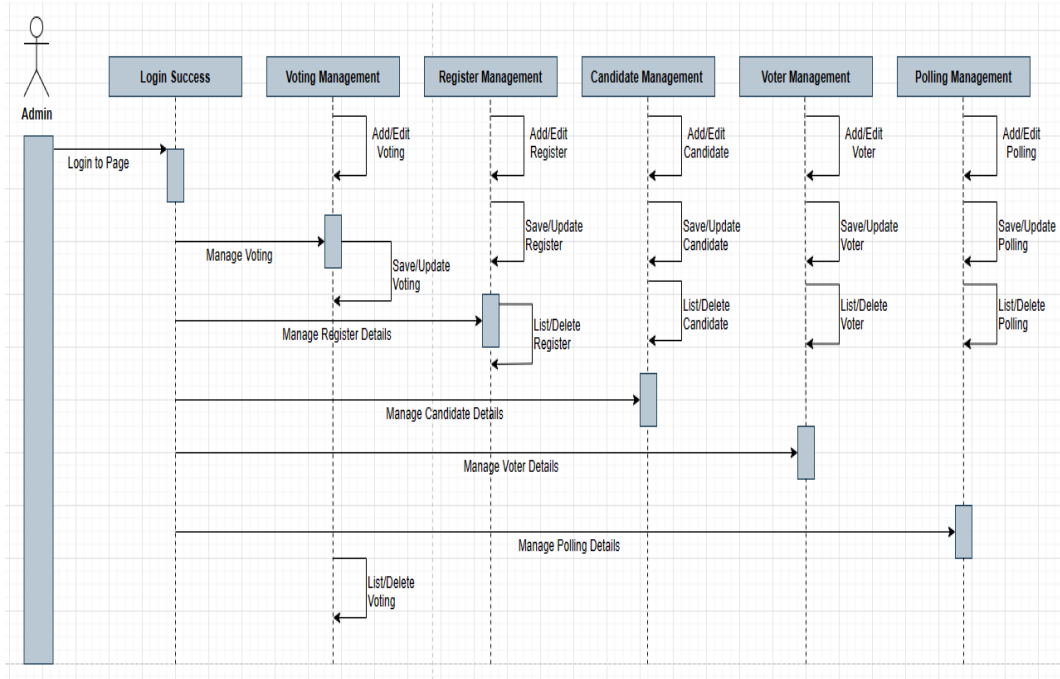 Login Success
Voting Management
Register Management
Candidate Management
Voter Management
Polling Management
Admin
Add/Edit
Voting
Add/Edit
Register
Add/Edit
Candidate
Add/Edit
Voter
Add/Edit
Polling
Login to Page
Save/Update
Register
Save/Update
Candidate
Save/Update
Voter
Save/Update
Polling
Manage Voting
Save/Update
Voting
List/Delete
Candidate
List/Delete
Voter
List/Delete
Polling
Manage Register Details
List/Delete
Register
Manage Candidate Details
Manage Voter Details
Manage Polling Details
List/Delete
Voting